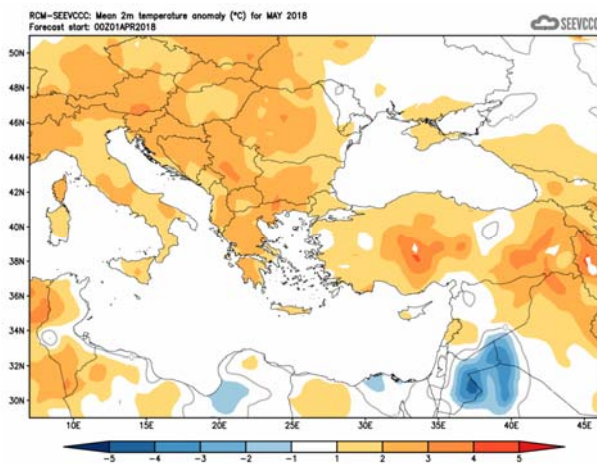 RCM-SEEVCCC: Mean 2m temperature anomaly (°C) for MAY 2018
Forecast start: 00Z01APR2018
SEEVCCC
50N
48N
46N
44N
42N
40N
38N
36N
34N
32N
30N
10E 15E 20E 25E 30E 35E 40E 45E
-5 -4 -3 -2 -1 1 2 3 4 5